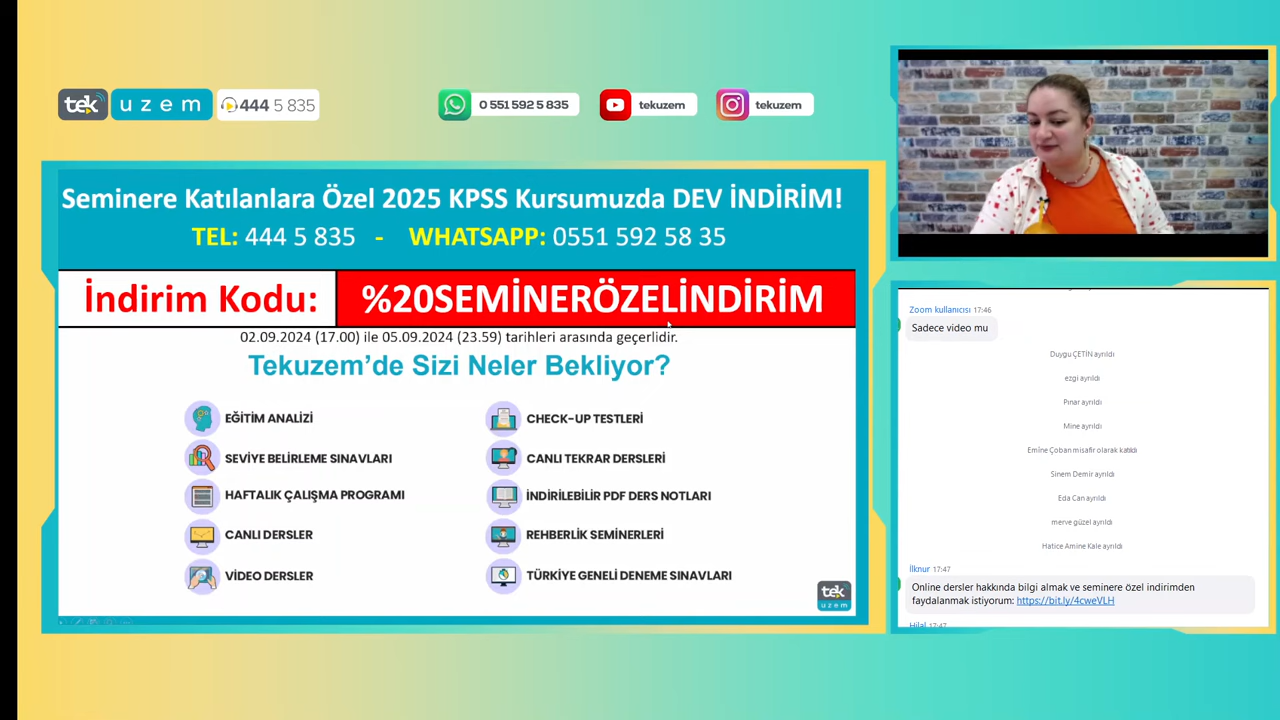 tek uzem 444 5 835
0 551 592 5 835
tekuzem
tekuzem
Seminere Katılanlara Özel 2025 KPSS Kursumuzda DEV İNDİRİM!
TEL: 444 5 835 - WHATSAPP: 0551 592 58 35
İndirim Kodu: %20SEMİNERÖZELİNDİRİM
02.09.2024 (17.00) ile 05.09.2024 (23.59) tarihleri arasında geçerlidir.
Tekuzem’de Sizi Neler Bekliyor?
EĞİTİM ANALİZİ
SEVİYE BELİRLEME SINAVLARI
HAFTALIK ÇALIŞMA PROGRAMI
CANLI DERSLER
VİDEO DERSLER
CHECK-UP TESTLERİ
CANLI TEKRAR DERSLERİ
İNDİRİLEBİLİR PDF DERS NOTLARI
REHBERLİK SEMİNERLERİ
TÜRKİYE GENELİ DENEME SINAVLARI
tek
uzem
Zoom kullanıcısı 17:46
Sadece video mu
Duygu ÇETİN ayrıldı
ezgi ayrıldı
Pınar ayrıldı
Mine ayrıldı
Emine Çoban misafir olarak katıldı
Sinem Demir ayrıldı
Eda Can ayrıldı
merve güzel ayrıldı
Hatice Amine Kale ayrıldı
İlknur 17:47
Online dersler hakkında bilgi almak ve seminere özel indirimden
faydalanmak istiyorum: https://bit.ly/4cweVLH
Hilal 17:47